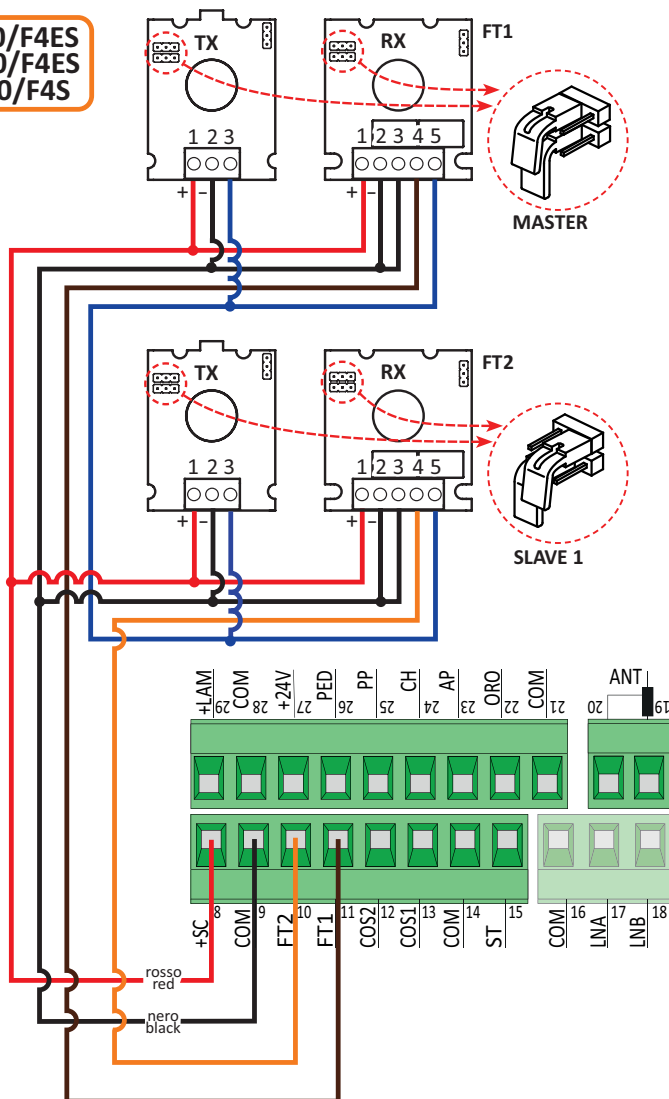 0/F4ES
0/F4ES
0/F4S
TX
RX
FT1
1 2 3
1 2 3 4 5
+ –
+ –
MASTER
TX
RX
FT2
1 2 3
1 2 3 4 5
+ –
+ –
SLAVE 1
+LAM COM +24V PED PP CH AP ORO COM ANT
29 28 27 26 25 24 23 22 21 20 19
+SC COM FT2 FT1 COS2 COS1 COM ST COM LNA LNB
8 9 10 11 12 13 14 15 16 17 18
rosso
red
nero
black